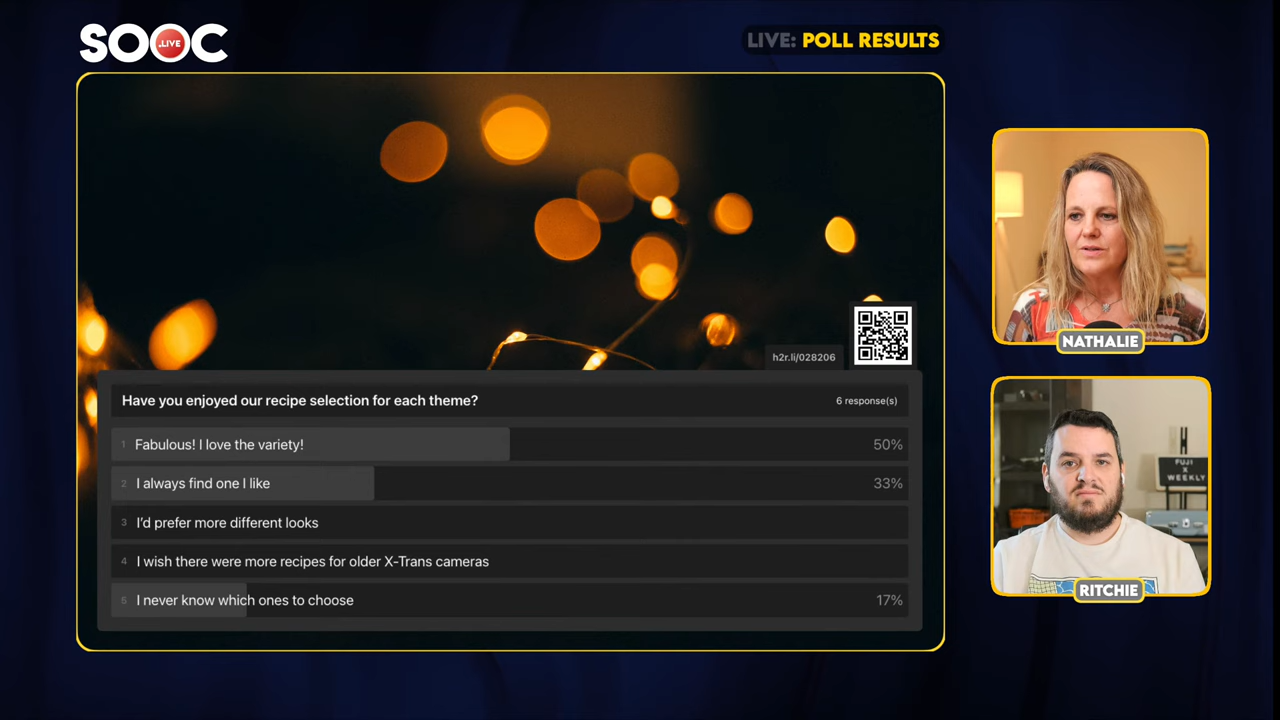 SOOC
.LIVE
LIVE: POLL RESULTS
h2r.li/028206
Have you enjoyed our recipe selection for each theme?
6 response(s)
1 Fabulous! I love the variety! 50%
2 I always find one I like 33%
3 I'd prefer more different looks
4 I wish there were more recipes for older X-Trans cameras
5 I never know which ones to choose 17%
NATHALIE
FUJI
X
WEEKLY
RITCHIE